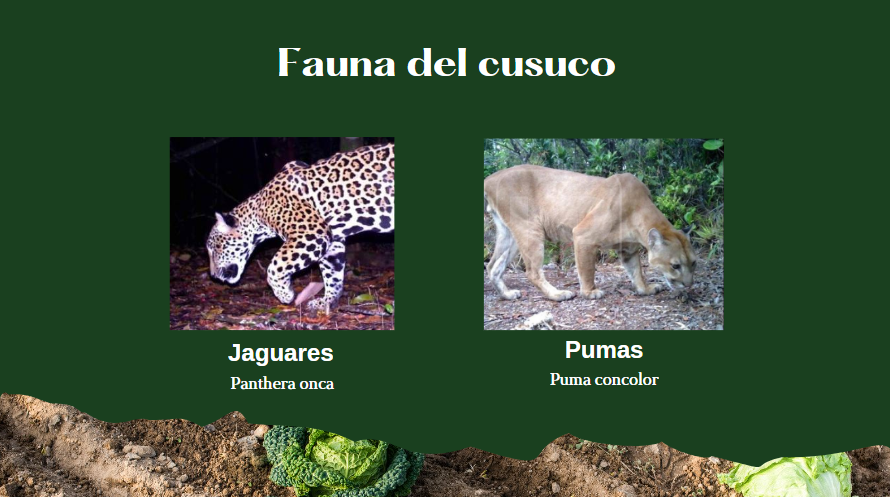 Fauna del cusuco
Jaguares
Panthera onca
Pumas
Puma concolor